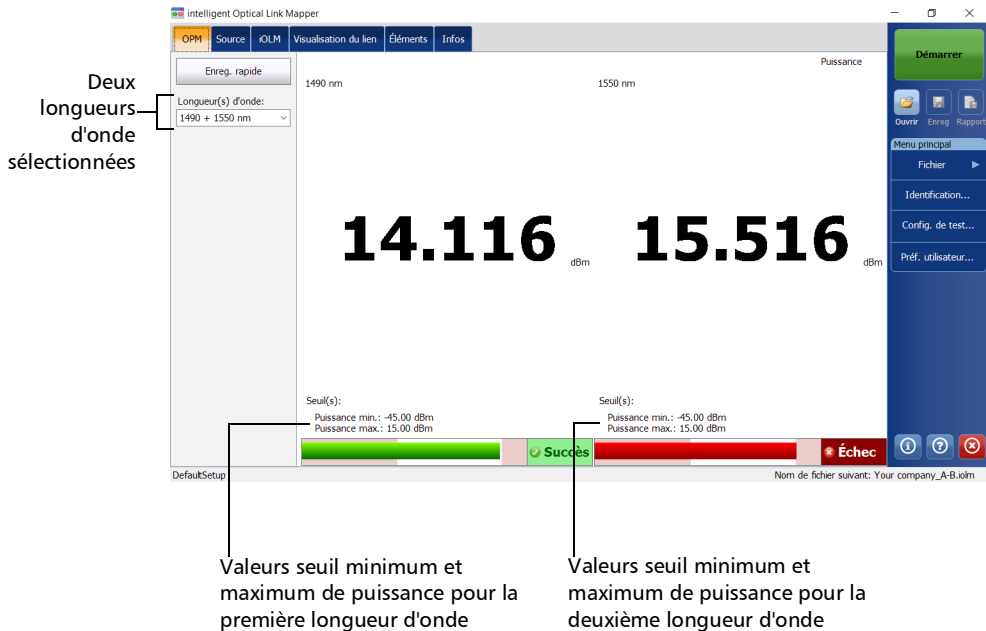 intelligent Optical Link Mapper
OPM Source iOLM Visualisation du lien Éléments Infos
Démarrer
Enreg. rapide
Longueur(s) d'onde:
1490 + 1550 nm
Deux
longueurs
d'onde
sélectionnées
Puissance
1490 nm
1550 nm
14.116 dBm
15.516 dBm
Seuil(s):
Puissance min.: -45.00 dBm
Puissance max.: 15.00 dBm
Succès
Seuil(s):
Puissance min.: -45.00 dBm
Puissance max.: 15.00 dBm
Échec
Ouvrir Enreg Rapport
Menu principal
Fichier
Identification...
Config. de test...
Préf. utilisateur...
DefaultSetup
Nom de fichier suivant: Your company_A-B.iolm
Valeurs seuil minimum et
maximum de puissance pour la
première longueur d'onde
Valeurs seuil minimum et
maximum de puissance pour la
deuxième longueur d'onde